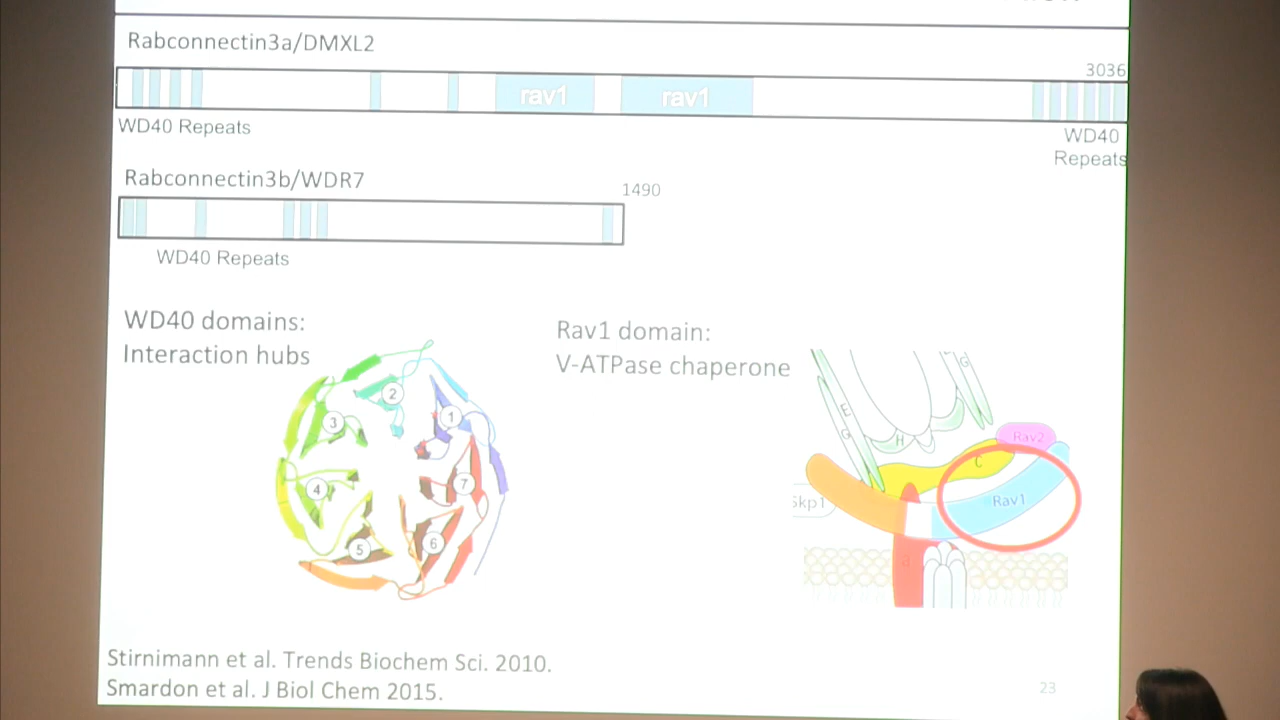 Rabconnectin3a/DMXL2
3036
rav1
rav1
WD40 Repeats
WD40
Repeats
Rabconnectin3b/WDR7
1490
WD40 Repeats
WD40 domains:
Interaction hubs
Rav1 domain:
V-ATPase chaperone
2
1
3
4
7
6
5
E
G
H
G
Rav2
C
Skp1
Rav1
d
Stirnimann et al. Trends Biochem Sci. 2010.
Smardon et al. J Biol Chem 2015.
23